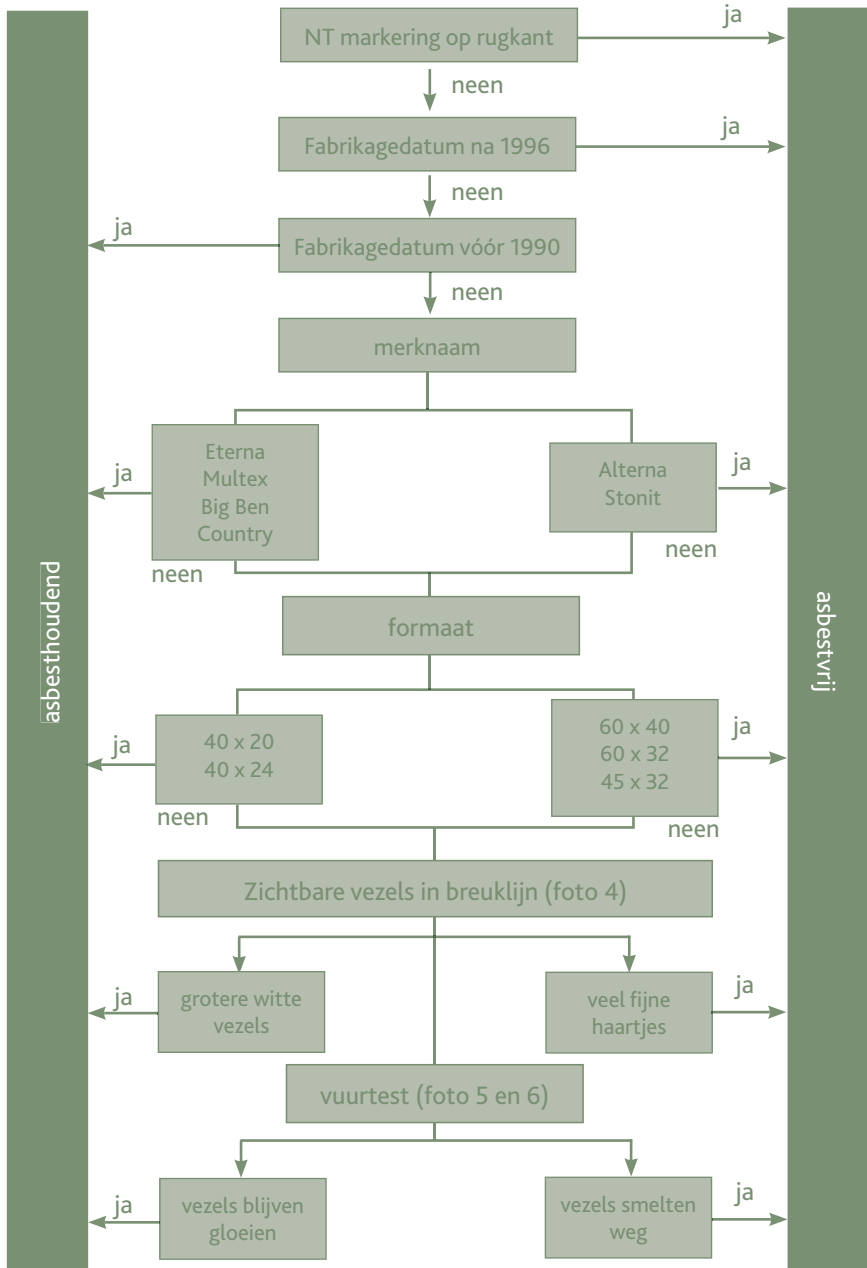 NT markering op rugkant
ja
neen
Fabrikagedatum na 1996
ja
neen
Fabrikagedatum vóór 1990
ja
neen
merknaam
Eterna
Multex
Big Ben
Country
ja
neen
Alterna
Stonit
ja
neen
formaat
40 x 20
40 x 24
ja
neen
60 x 40
60 x 32
45 x 32
ja
neen
Zichtbare vezels in breuklijn (foto 4)
grotere witte
vezels
ja
veel fijne
haartjes
ja
vuurtest (foto 5 en 6)
vezels blijven
gloeien
ja
vezels smelten
weg
ja
asbesthoudend
asbestvrij